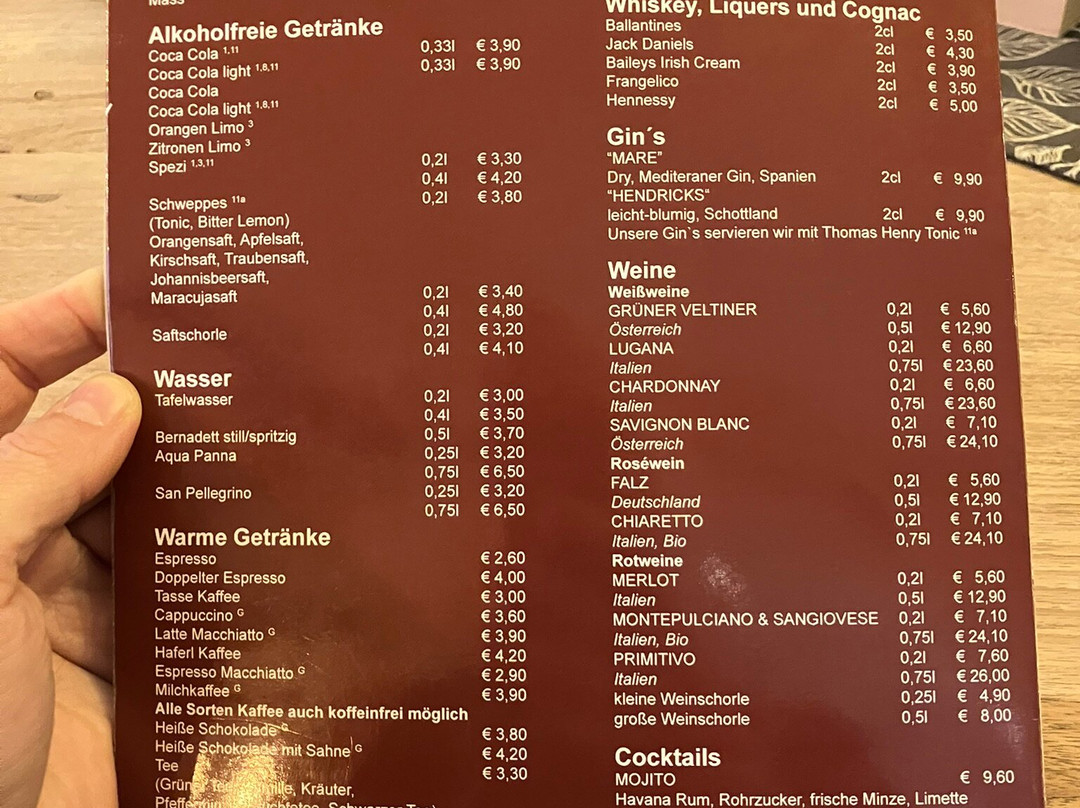 Mass
Alkoholfreie Getränke
Coca Cola 1,11 0,33l € 3,90
Coca Cola light 1,8,11 0,33l € 3,90
Coca Cola
Coca Cola light 1,8,11
Orangen Limo 3
Zitronen Limo 3
Spezi 1,3,11 0,2l € 3,30
0,4l € 4,20
Schweppes 11a 0,2l € 3,80
(Tonic, Bitter Lemon)
Orangensaft, Apfelsaft,
Kirschsaft, Traubensaft,
Johannisbeersaft,
Maracujasaft 0,2l € 3,40
0,4l € 4,80
Saftschorle 0,2l € 3,20
0,4l € 4,10
Wasser
Tafelwasser 0,2l € 3,00
0,4l € 3,50
Bernadett still/spritzig 0,5l € 3,70
Aqua Panna 0,25l € 3,20
0,75l € 6,50
San Pellegrino 0,25l € 3,20
0,75l € 6,50
Warme Getränke
Espresso € 2,60
Doppelter Espresso € 4,00
Tasse Kaffee € 3,00
Cappuccino G € 3,60
Latte Macchiatto G € 3,90
Haferl Kaffee € 4,20
Espresso Macchiatto G € 2,90
Milchkaffee G € 3,90
Alle Sorten Kaffee auch koffeinfrei möglich
Heiße Schokolade G € 3,80
Heiße Schokolade mit Sahne G € 4,20
Tee € 3,30
Kräuter,
Whiskey, Liquers und Cognac
Ballantines 2cl € 3,50
Jack Daniels 2cl € 4,30
Baileys Irish Cream 2cl € 3,90
Frangelico 2cl € 3,50
Hennessy 2cl € 5,00
Gin´s
"MARE"
Dry, Mediteraner Gin, Spanien 2cl € 9,90
"HENDRICKS"
leicht-blumig, Schottland 2cl € 9,90
Unsere Gin`s servieren wir mit Thomas Henry Tonic 11a
Weine
Weißweine
GRÜNER VELTINER 0,2l € 5,60
Österreich 0,5l € 12,90
LUGANA 0,2l € 6,60
Italien 0,75l € 23,60
CHARDONNAY 0,2l € 6,60
Italien 0,75l € 23,60
SAVIGNON BLANC 0,2l € 7,10
Österreich 0,75l € 24,10
Roséwein
FALZ 0,2l € 5,60
Deutschland 0,5l € 12,90
CHIARETTO 0,2l € 7,10
Italien, Bio 0,75l € 24,10
Rotweine
MERLOT 0,2l € 5,60
Italien 0,5l € 12,90
MONTEPULCIANO & SANGIOVESE 0,2l € 7,10
Italien, Bio 0,75l € 24,10
PRIMITIVO 0,2l € 7,60
Italien 0,75l € 26,00
kleine Weinschorle 0,25l € 4,90
große Weinschorle 0,5l € 8,00
Cocktails
MOJITO € 9,60
Havana Rum, Rohrzucker, frische Minze, Limette